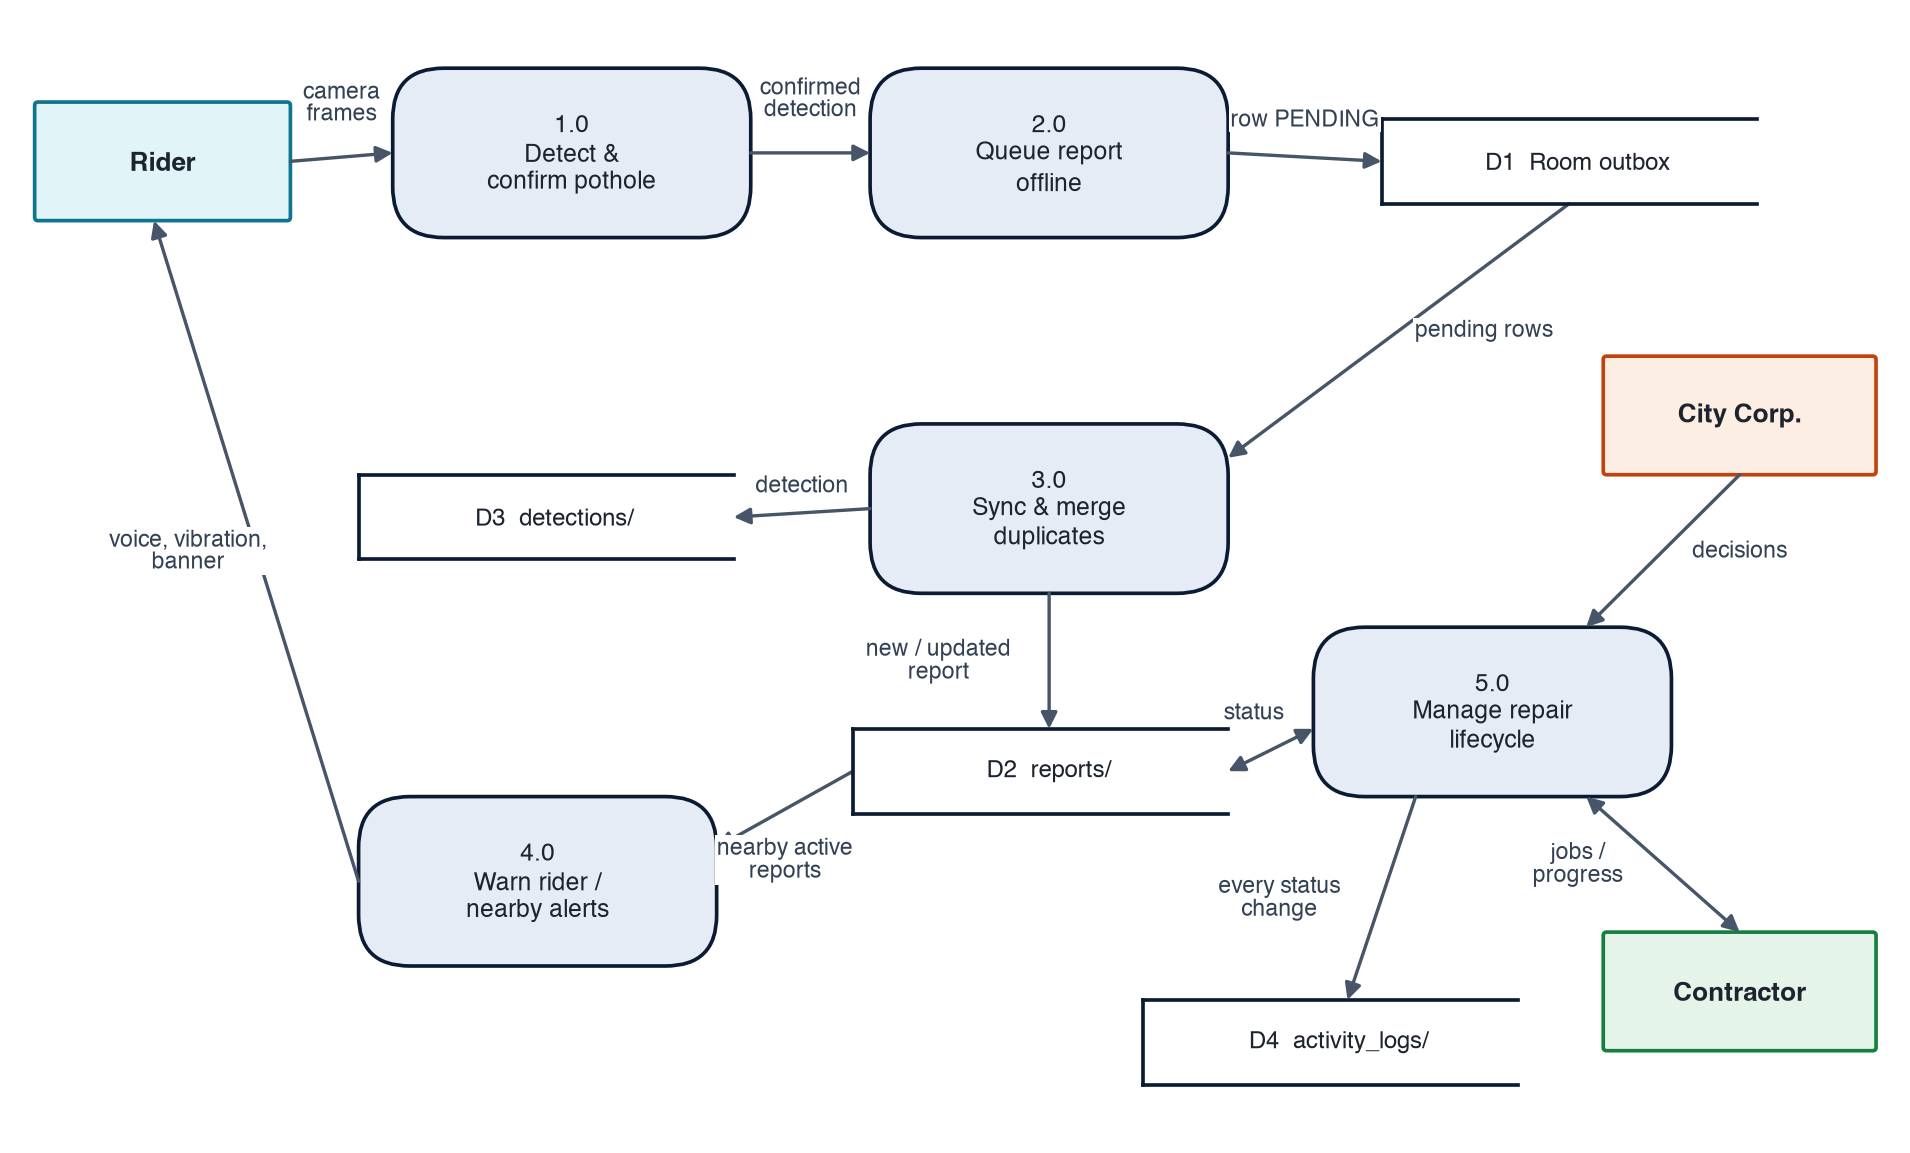 camera
frames
confirmed
detection
Rider
1.0
Detect &
confirm pothole
2.0
Queue report
offline
row PENDING
D1  Room outbox
pending rows
City Corp.
D3  detections/
detection
3.0
Sync & merge
duplicates
voice, vibration,
banner
decisions
new / updated
report
status
5.0
Manage repair
lifecycle
D2  reports/
4.0
Warn rider /
nearby alerts
nearby active
reports
jobs /
progress
every status
change
Contractor
D4  activity_logs/